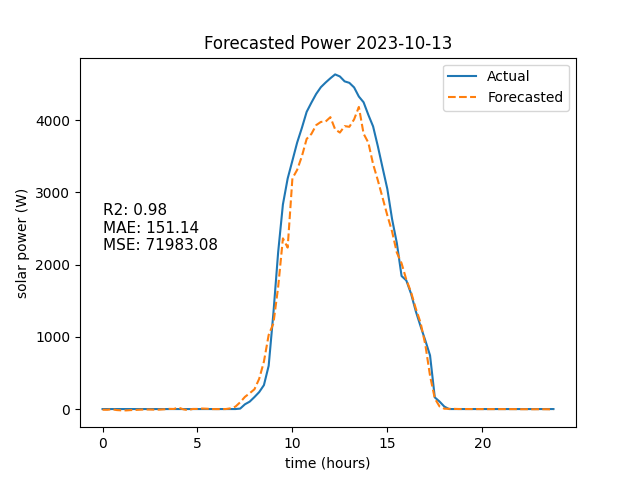 Forecasted Power 2023-10-13
Actual
Forecasted
R2: 0.98
MAE: 151.14
MSE: 71983.08
solar power (W)
4000
3000
2000
1000
0
0 5 10 15 20
time (hours)